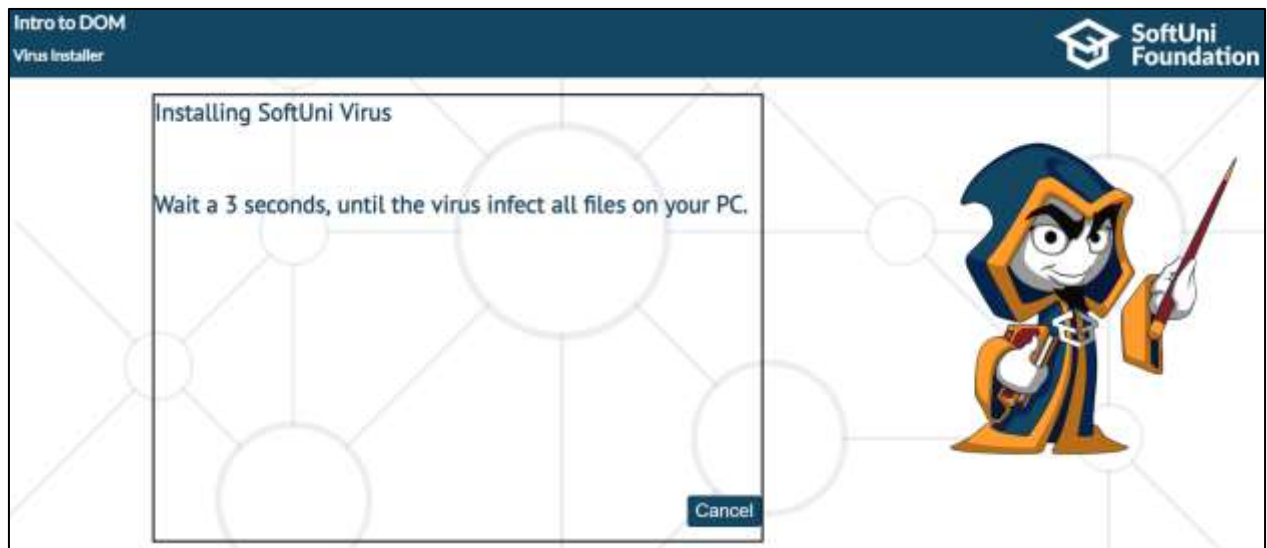 Intro to DOM
Virus Installer
SoftUni
Foundation
Installing SoftUni Virus
Wait a 3 seconds, until the virus infect all files on your PC.
Cancel